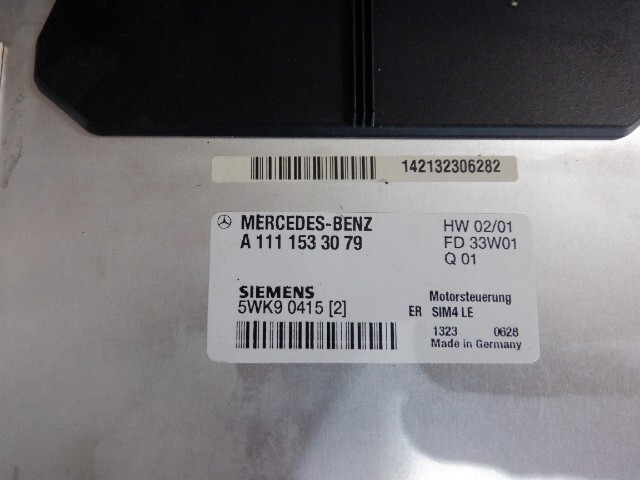 142132306282
MERCEDES-BENZ
A 111 153 30 79
HW 02/01
FD 33W01
Q 01
SIEMENS
5WK9 0415 [2]
Motorsteuerung
ER SIM4 LE
1323 0628
Made in Germany